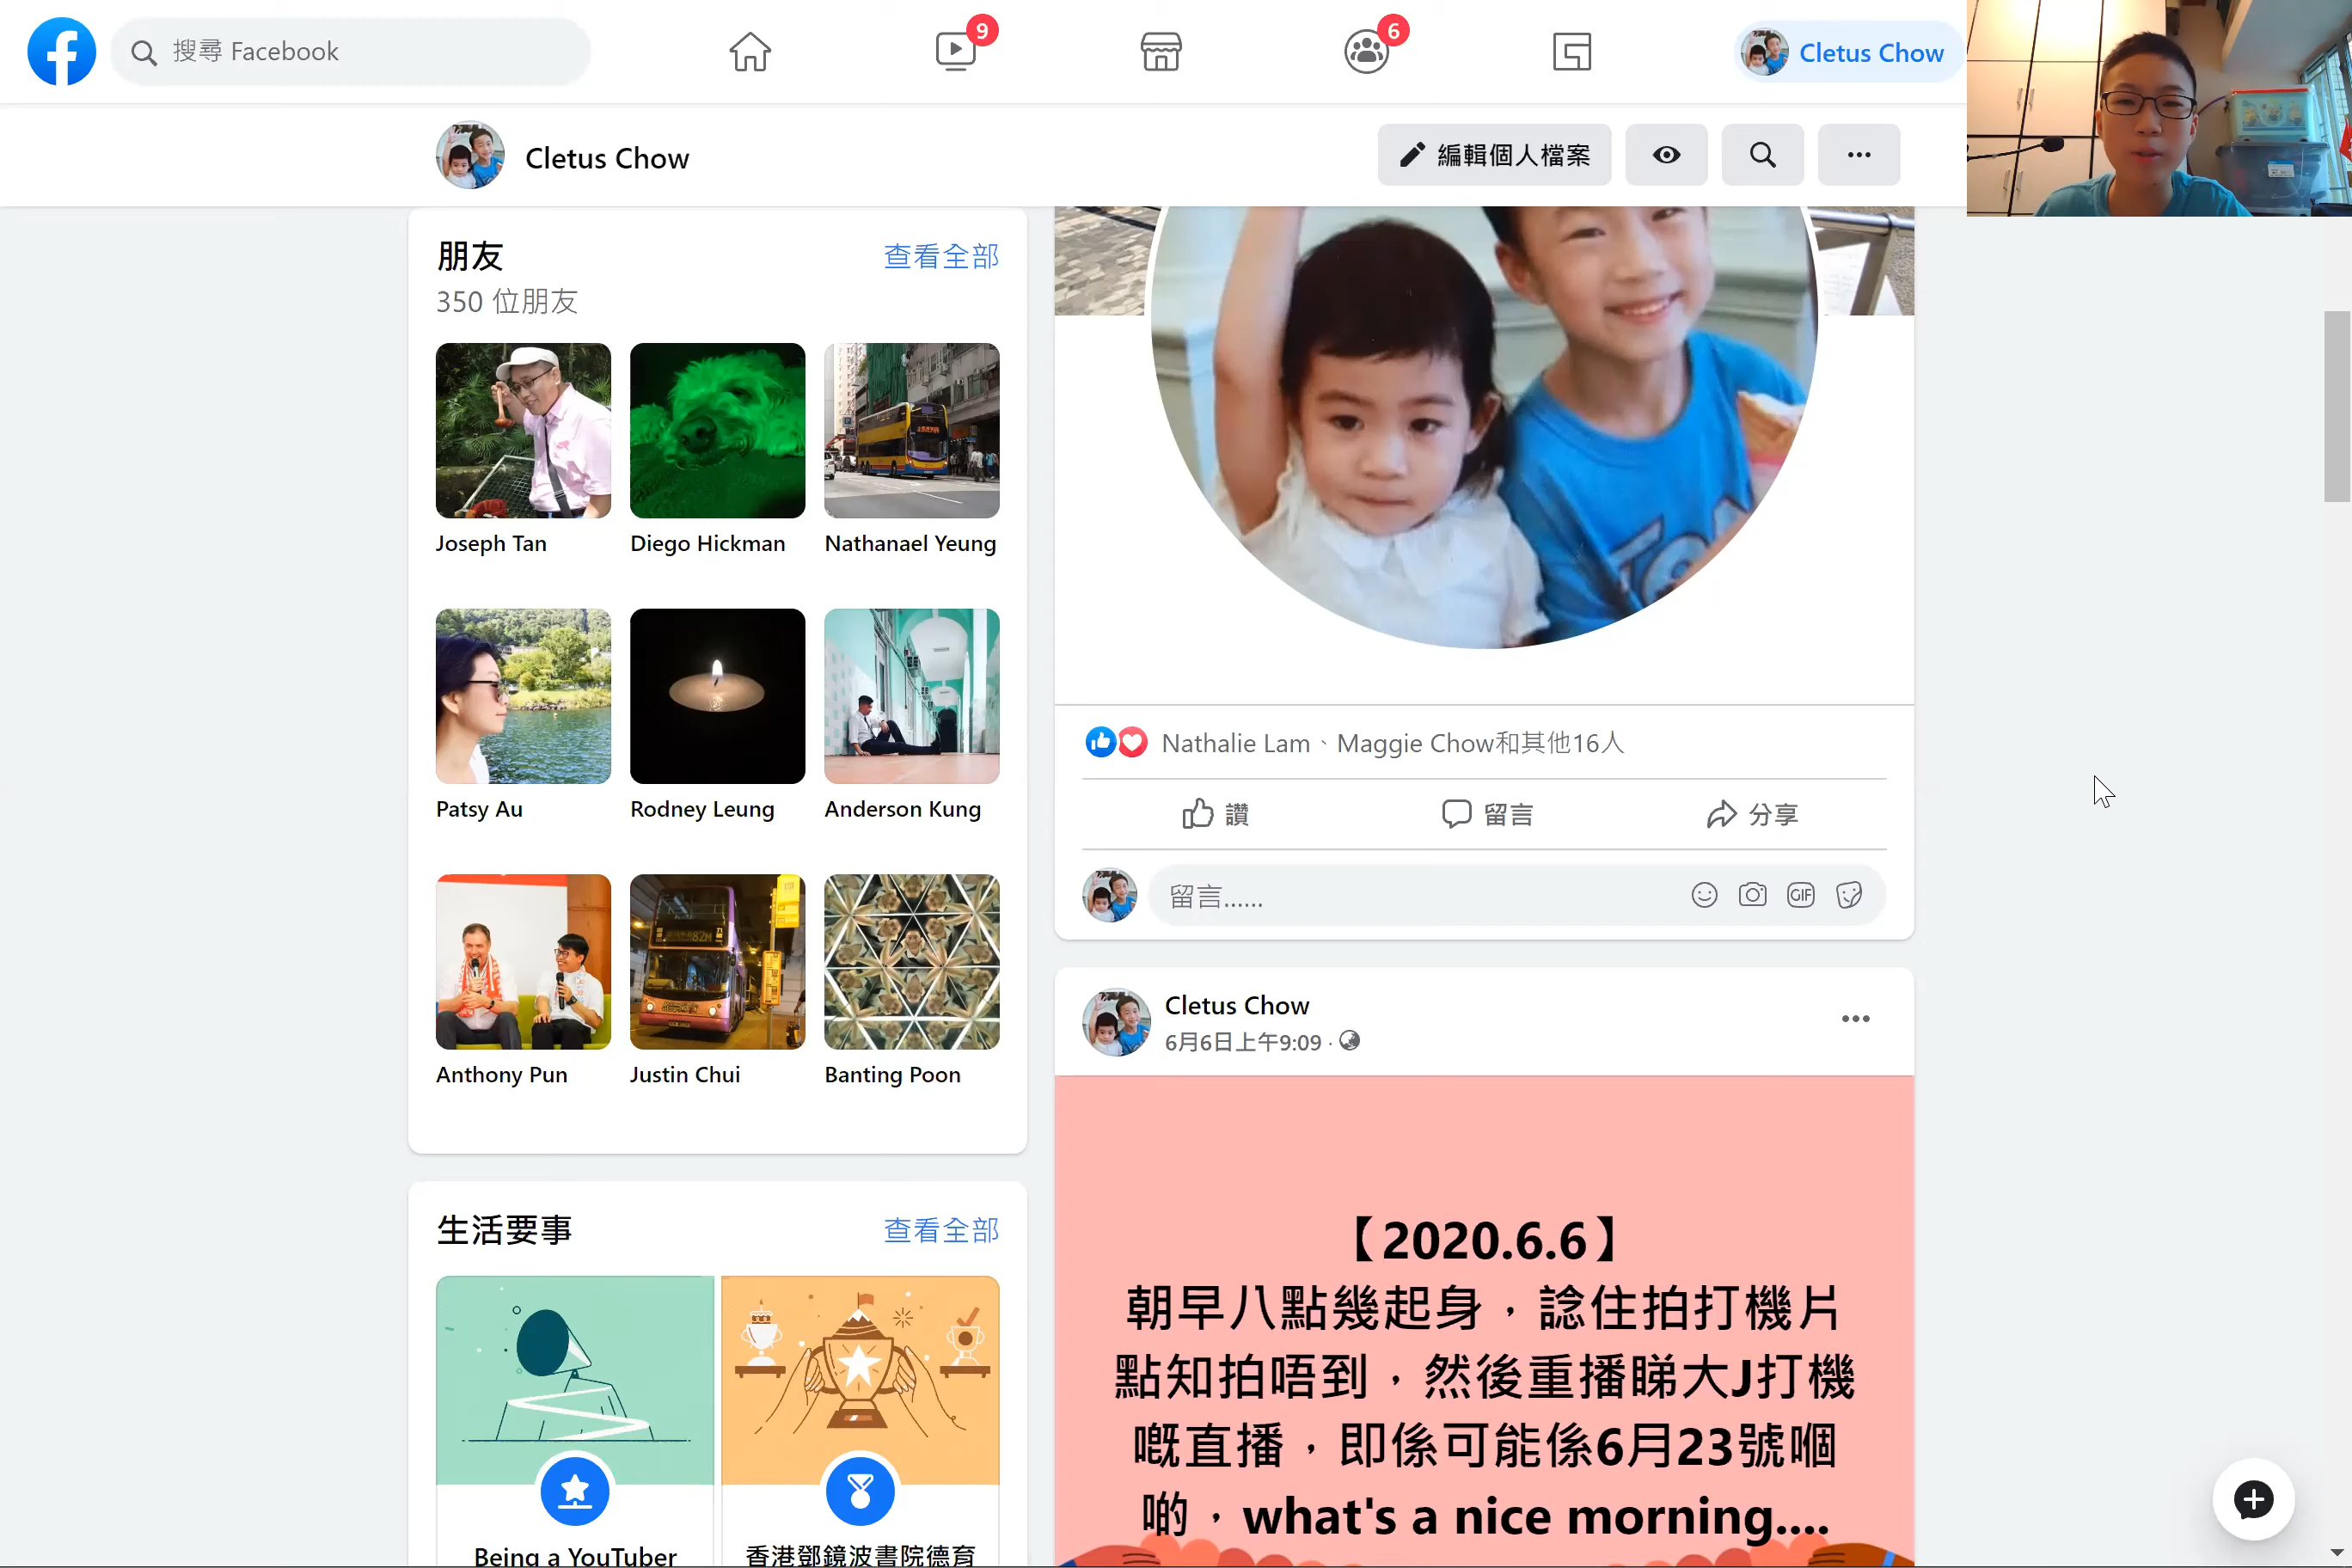 搜尋 Facebook
9
6
Cletus Chow
Cletus Chow
編輯個人檔案
朋友
查看全部
350 位朋友
Joseph Tan
Diego Hickman
Nathanael Yeung
Patsy Au
Rodney Leung
Anderson Kung
82M
Anthony Pun
Justin Chui
Banting Poon
生活要事
查看全部
Being a YouTuber
香港鄧鏡波書院德育
Nathalie Lam、Maggie Chow和其他16人
讚
留言
分享
留言......
GIF
Cletus Chow
6月6日上午9:09 ·
【2020.6.6】
朝早八點幾起身，諗住拍打機片
點知拍唔到，然後重播睇大J打機
嘅直播，即係可能係6月23號嗰
啲，what's a nice morning....